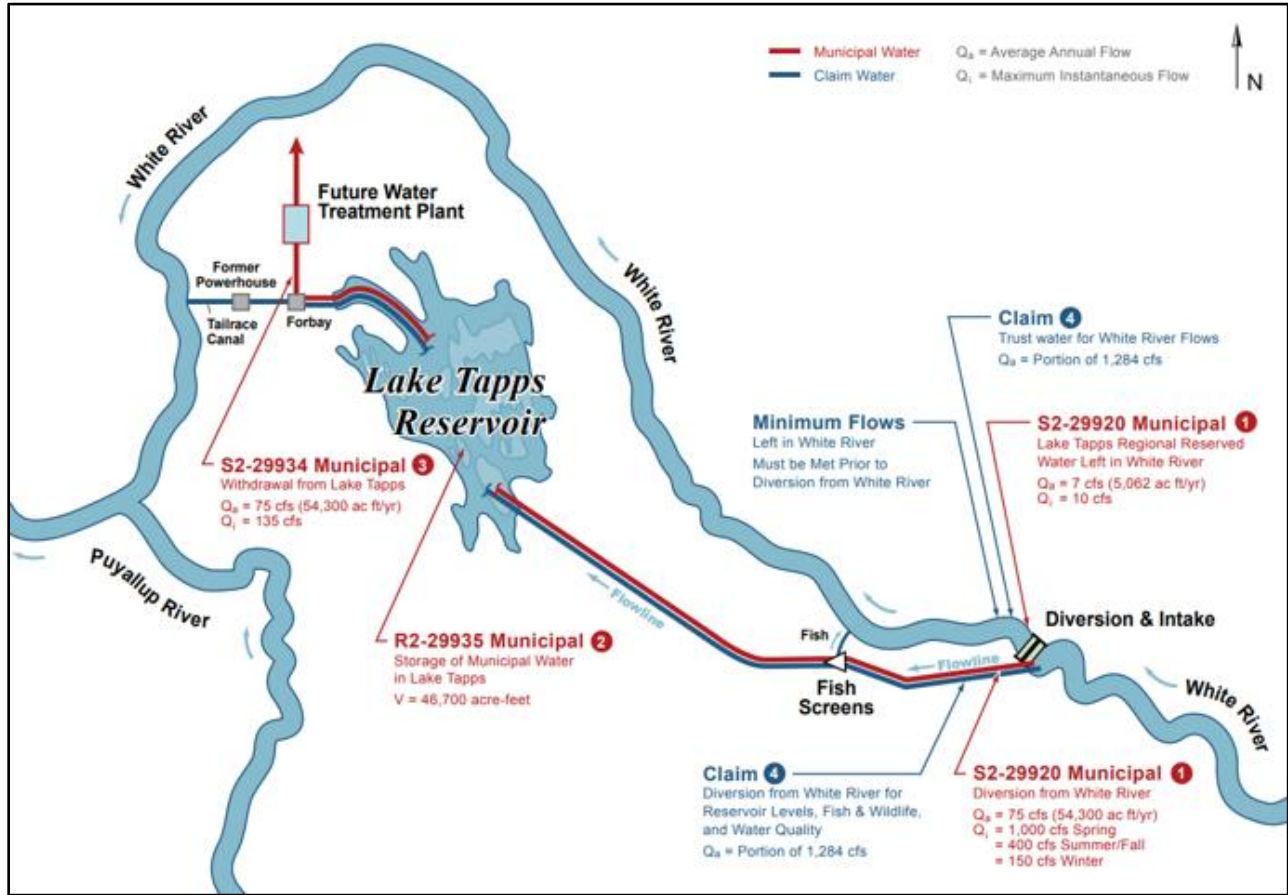 Municipal Water
Claim Water
Qa = Average Annual Flow
Qi = Maximum Instantaneous Flow
N
White River
Future Water
Treatment Plant
Former
Powerhouse
Tailrace
Canal
Forbay
White River
Lake Tapps
Reservoir
Claim 4
Trust water for White River Flows
Qa = Portion of 1,284 cfs
Minimum Flows
Left in White River
Must be Met Prior to
Diversion from White River
S2-29920 Municipal 1
Lake Tapps Regional Reserved
Water Left in White River
Qa = 7 cfs (5,062 ac ft/yr)
Qi = 10 cfs
S2-29934 Municipal 3
Withdrawal from Lake Tapps
Qa = 75 cfs (54,300 ac ft/yr)
Qi = 135 cfs
Puyallup River
Flowline
R2-29935 Municipal 2
Storage of Municipal Water
in Lake Tapps
V = 46,700 acre-feet
Fish
Fish
Screens
Flowline
Diversion & Intake
White River
Claim 4
Diversion from White River for
Reservoir Levels, Fish & Wildlife,
and Water Quality
Qa = Portion of 1,284 cfs
S2-29920 Municipal 1
Diversion from White River
Qa = 75 cfs (54,300 ac ft/yr)
Qi = 1,000 cfs Spring
= 400 cfs Summer/Fall
= 150 cfs Winter